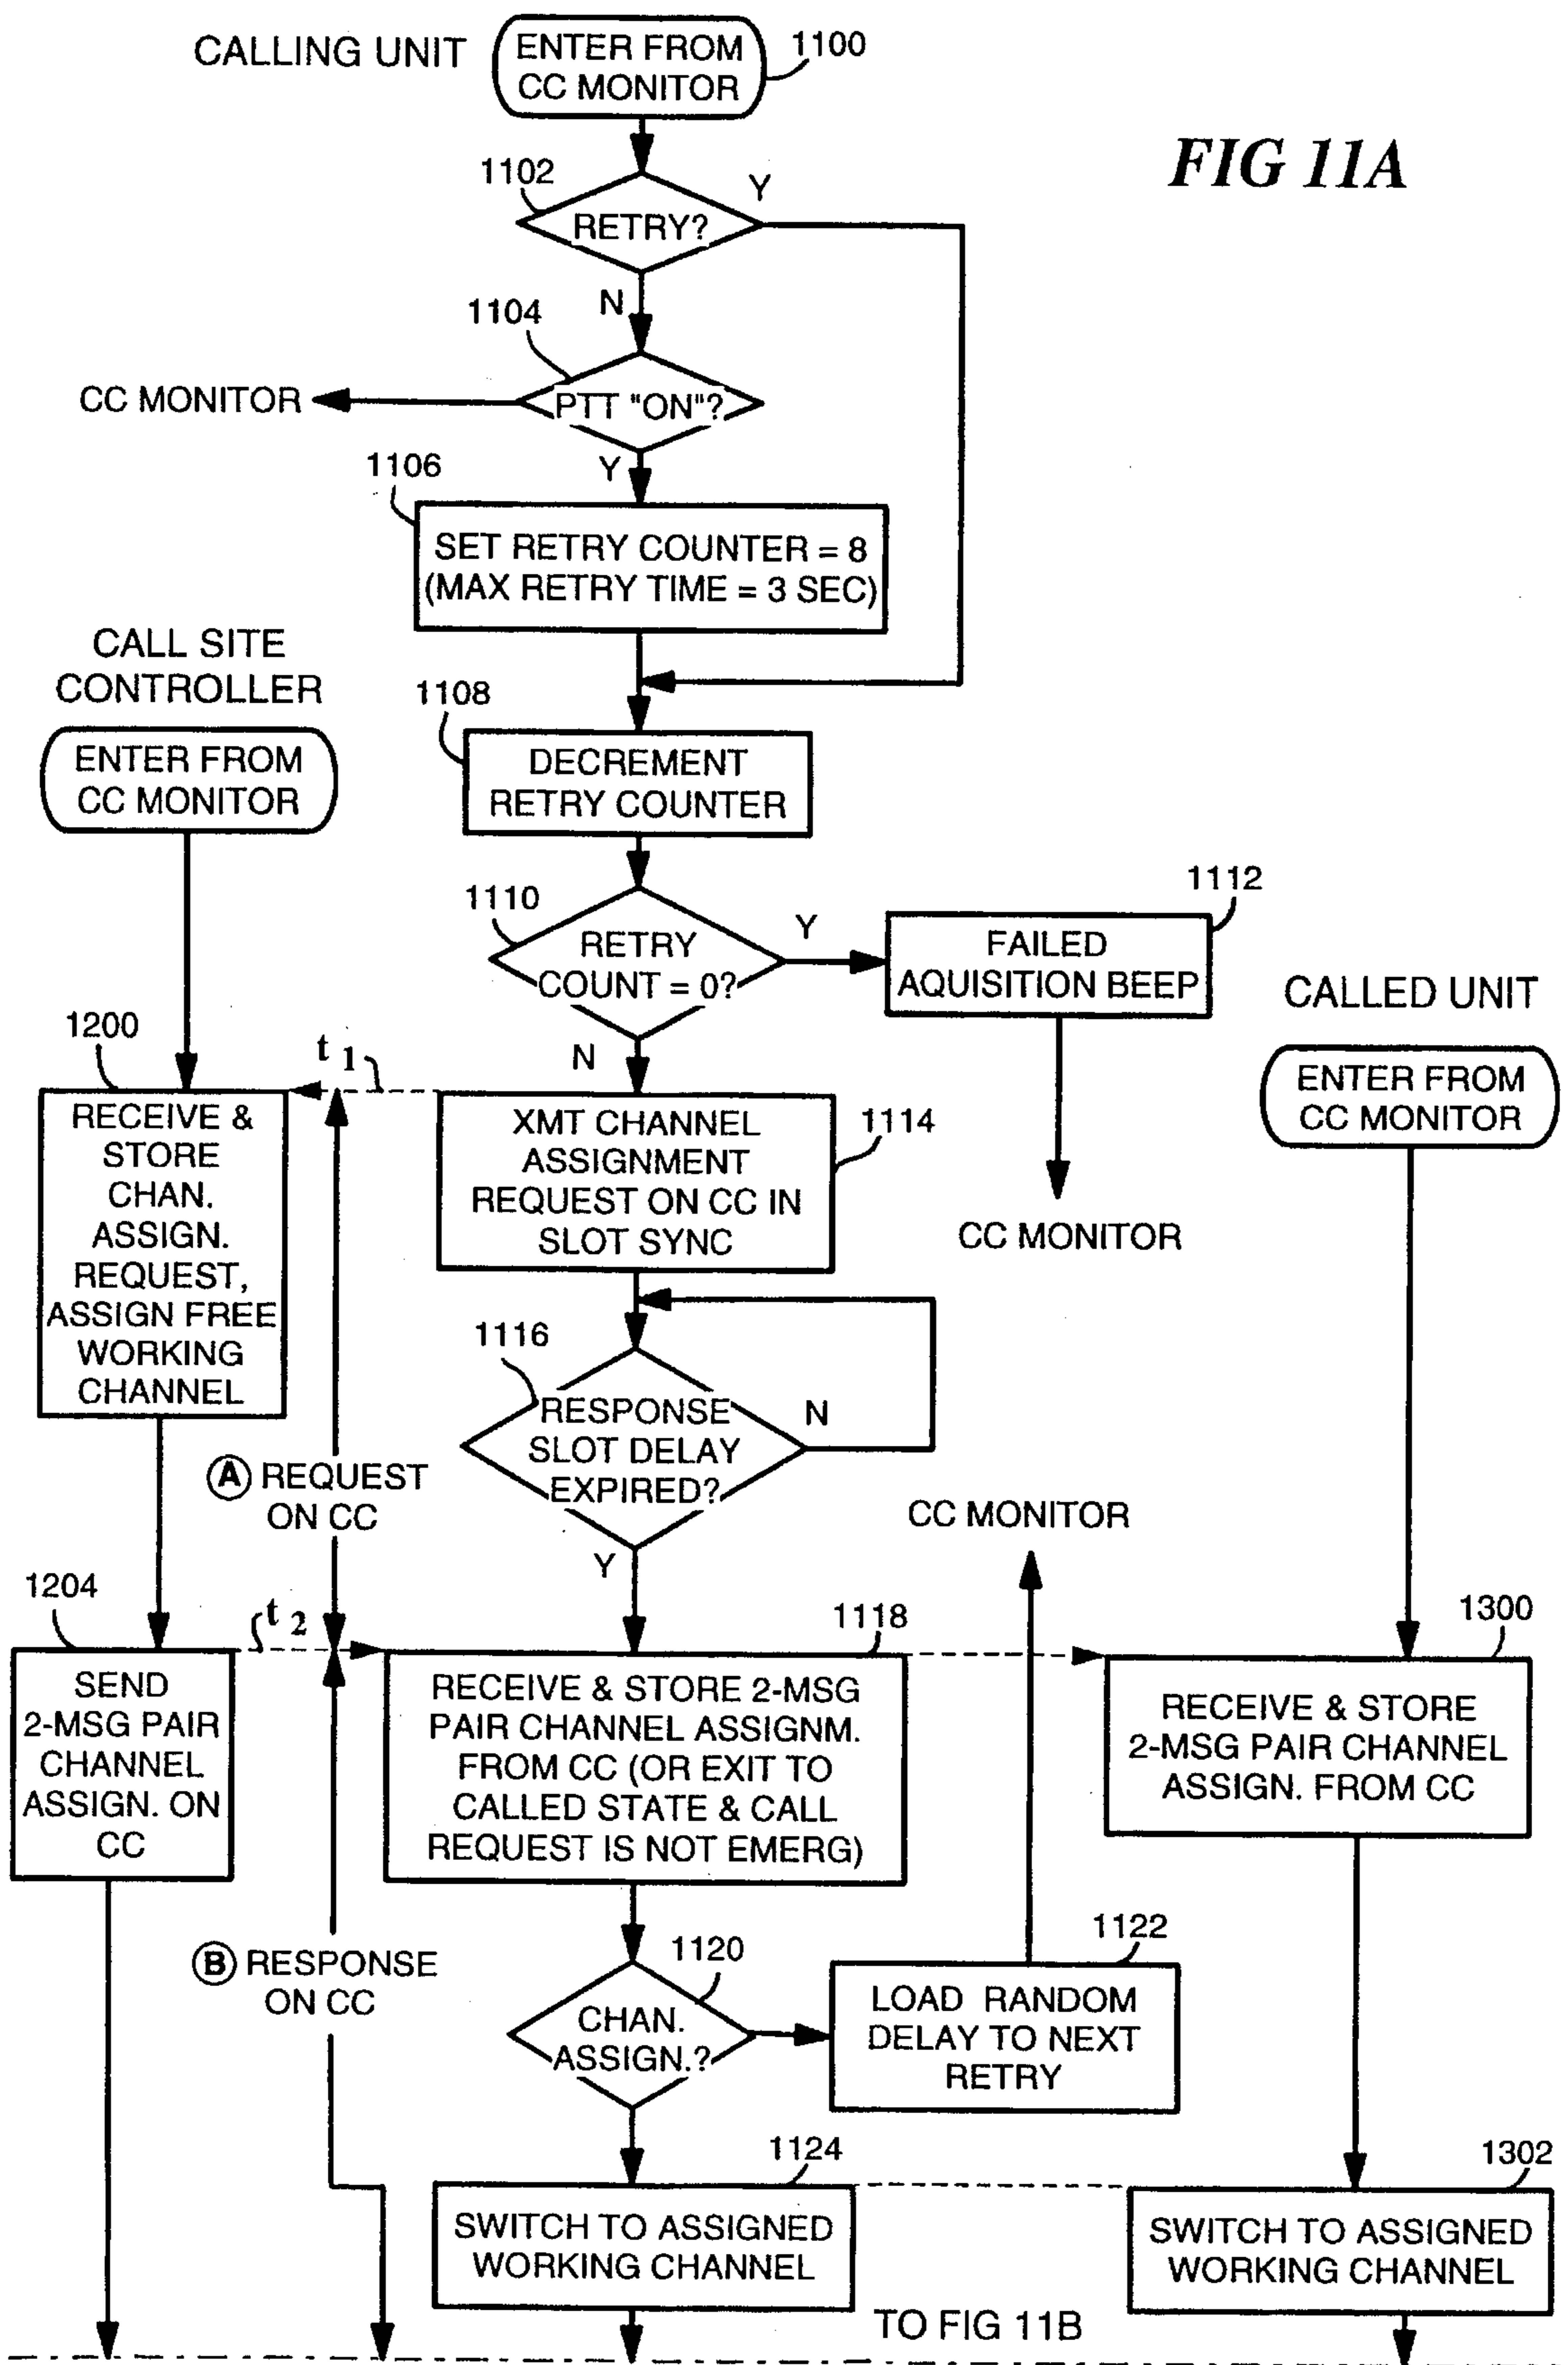 CALLING UNIT
ENTER FROM
CC MONITOR
1100
FIG 11A
1102
Y
RETRY?
N
1104
CC MONITOR
PTT "ON"?
Y
1106
SET RETRY COUNTER = 8
(MAX RETRY TIME = 3 SEC)
CALL SITE
CONTROLLER
ENTER FROM
CC MONITOR
1108
DECREMENT
RETRY COUNTER
1110
RETRY
COUNT = 0?
Y
1112
FAILED
AQUISITION BEEP
CC MONITOR
N
CALLED UNIT
ENTER FROM
CC MONITOR
1200
t 1
RECEIVE &
STORE
CHAN.
ASSIGN.
REQUEST,
ASSIGN FREE
WORKING
CHANNEL
XMT CHANNEL
ASSIGNMENT
REQUEST ON CC IN
SLOT SYNC
1114
1116
RESPONSE
SLOT DELAY
EXPIRED?
N
Y
A REQUEST
ON CC
CC MONITOR
1204
t 2
SEND
2-MSG PAIR
CHANNEL
ASSIGN. ON
CC
1118
RECEIVE & STORE 2-MSG
PAIR CHANNEL ASSIGNM.
FROM CC (OR EXIT TO
CALLED STATE & CALL
REQUEST IS NOT EMERG)
1300
RECEIVE & STORE
2-MSG PAIR CHANNEL
ASSIGN. FROM CC
B RESPONSE
ON CC
1120
CHAN.
ASSIGN.?
1122
LOAD RANDOM
DELAY TO NEXT
RETRY
1124
SWITCH TO ASSIGNED
WORKING CHANNEL
1302
SWITCH TO ASSIGNED
WORKING CHANNEL
TO FIG 11B